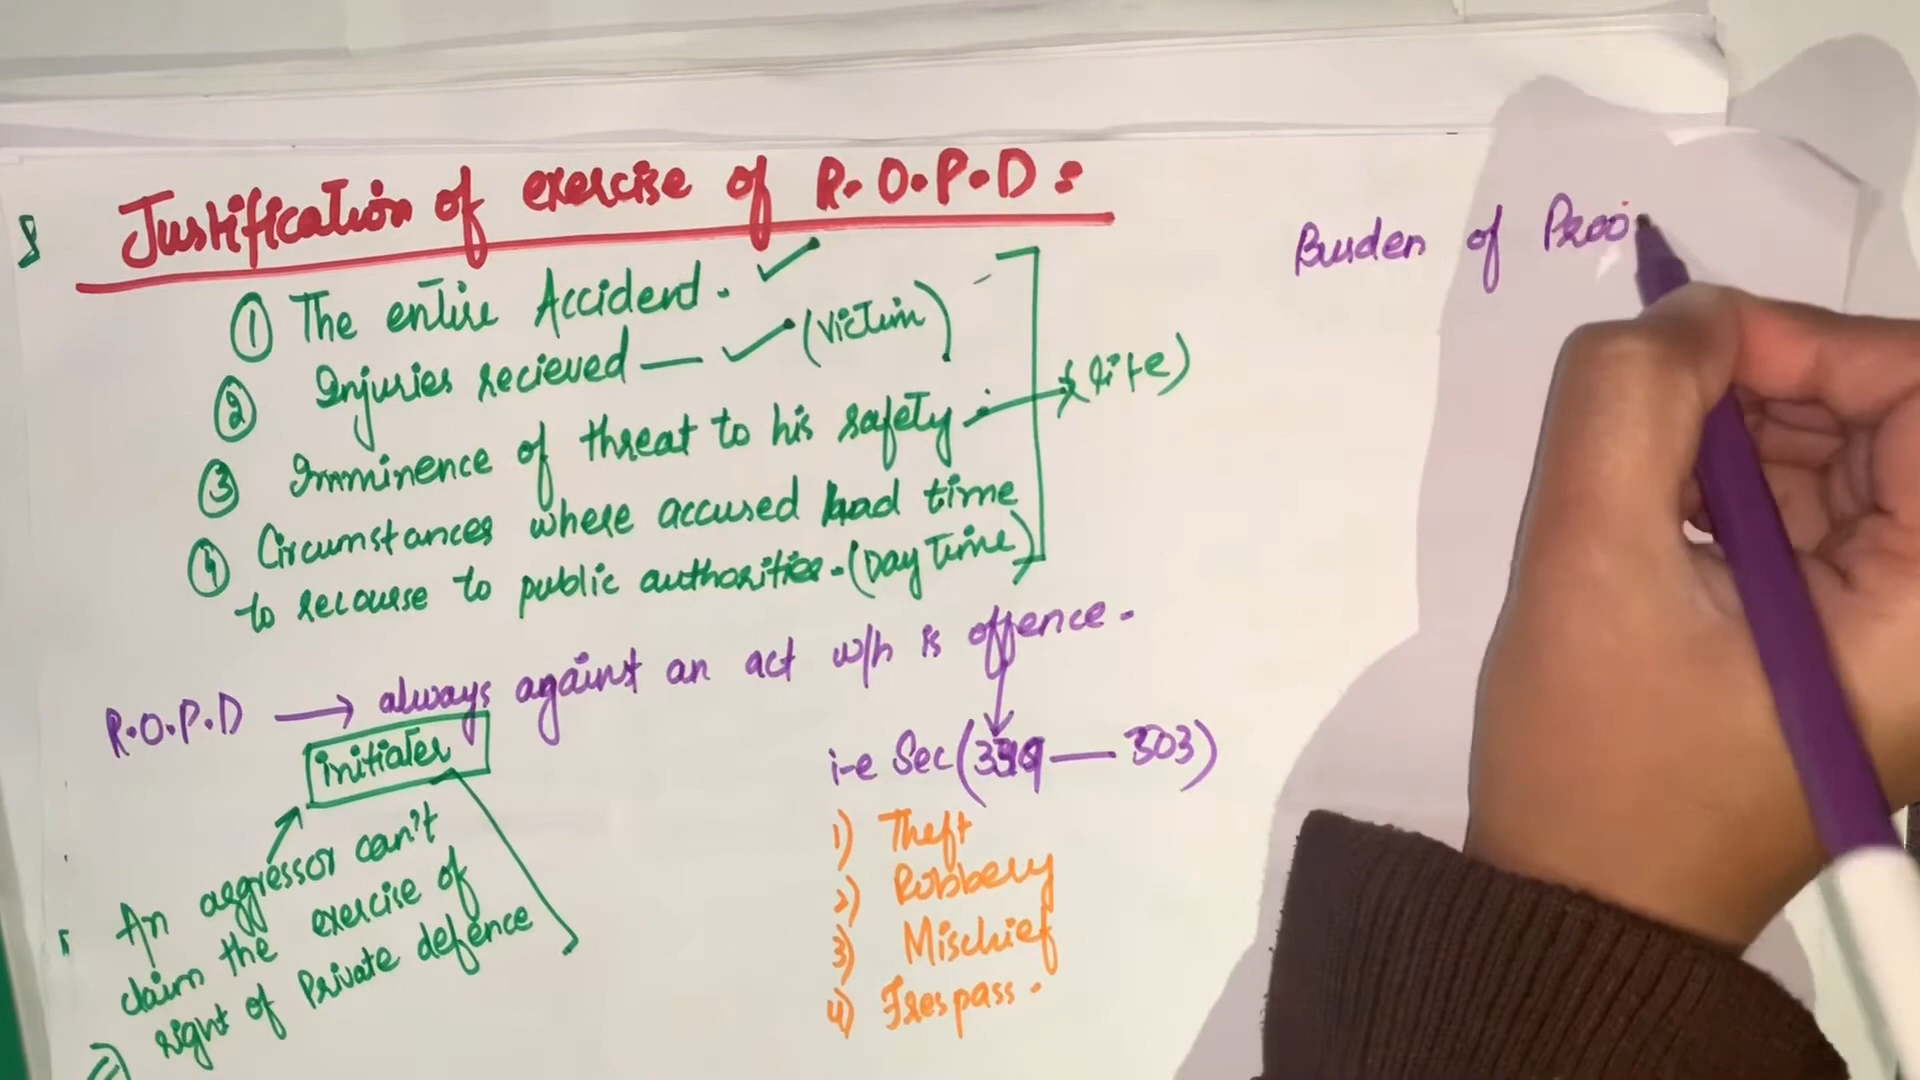 Justification of exercise of R.O.P.D:
① The entire Accident.
② Injuries recieved — (Victim)
③ Imminence of threat to his safety
(life)
④ Circumstances where accused had time
to recourse to public authorities. (Day Time)
R.O.P.D → always against an act w/h is offence.
initiater
An aggressor can't
claim the exercise of
right of Private defence
i-e Sec ( — 303)
1) Theft
2) Robbery
3) Mischief
4) Trespass.
Burden of Proo